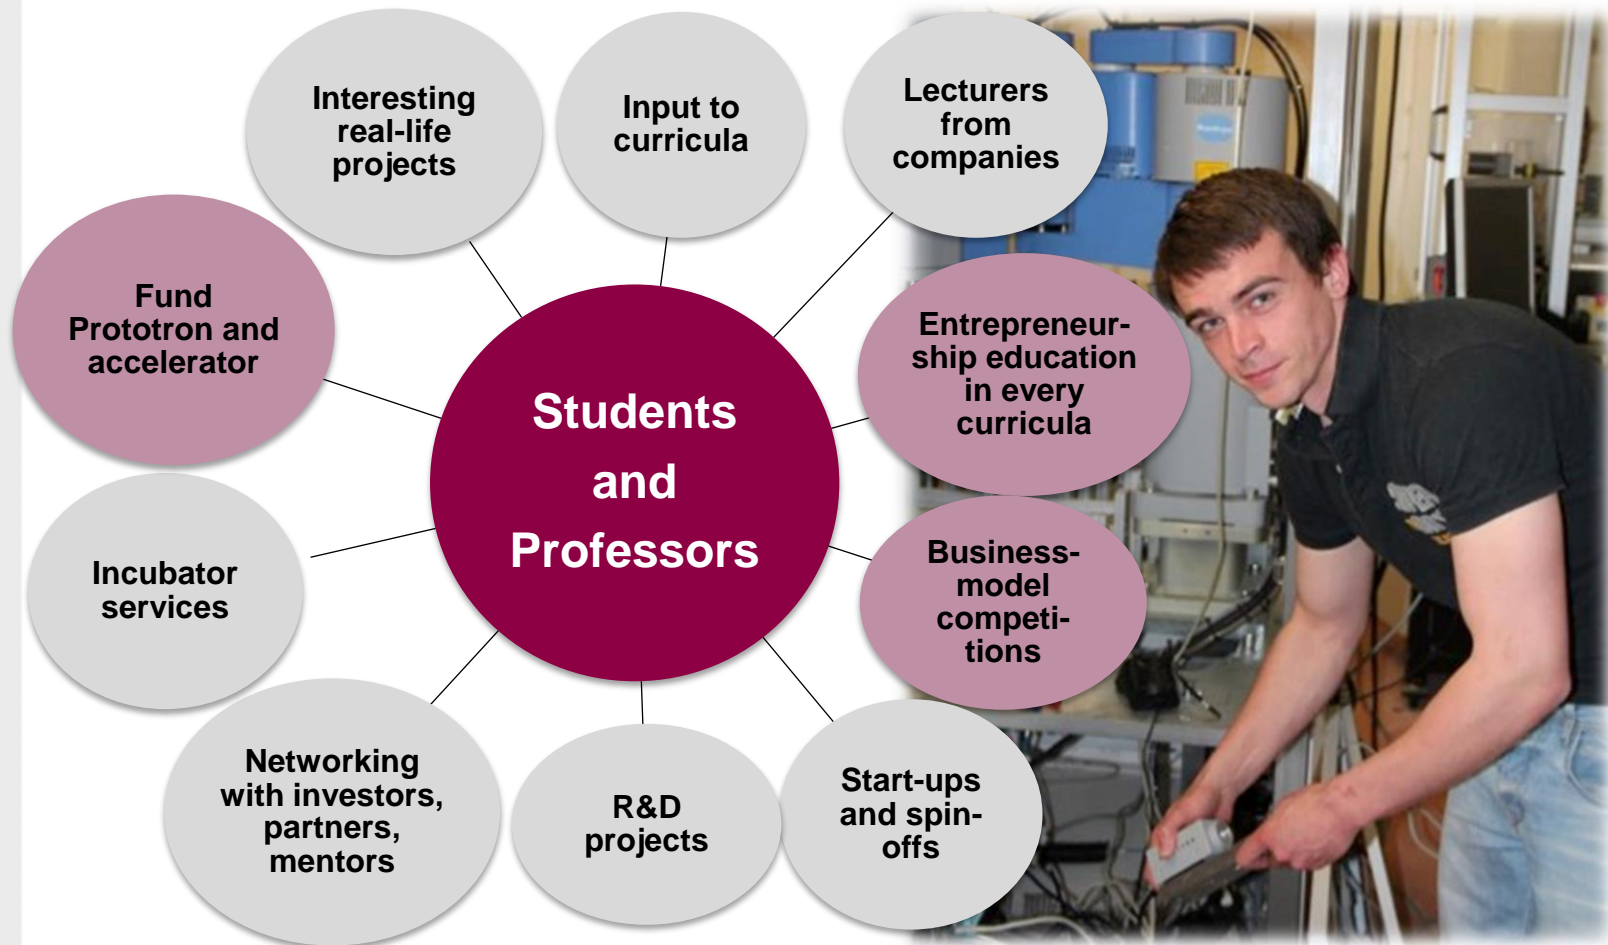 Interesting
real-life
projects
Input to
curricula
Lecturers
from
companies
Fund
Prototron and
accelerator
Entrepreneur-
ship education
in every
curricula
Students
and
Professors
Business-
model
competi-
tions
Incubator
services
Networking
with investors,
partners,
mentors
R&D
projects
Start-ups
and spin-
offs